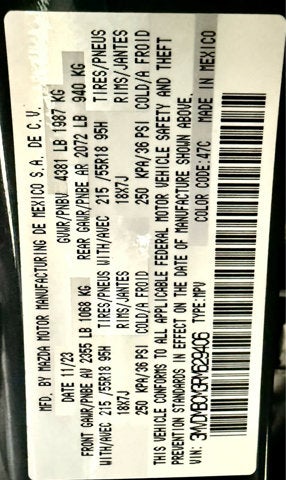 MFD. BY MAZDA MOTOR MANUFACTURING DE MEXICO S.A. DE C.V.
DATE 11/23 GVWR/PNBV 4381 LB 1987 KG
FRONT GAWR/PNBE AV 2355 LB 1068 KG REAR GAWR/PNBE AR 2072 LB 940 KG
WITH/AVEC 215 /55R18 95H TIRES/PNEUS WITH/AVEC 215 /55R18 95H TIRES/PNEUS
18X7J RIMS/JANTES 18X7J RIMS/JANTES
250 KPA/36 PSI COLD/A FROID 250 KPA/36 PSI COLD/A FROID
THIS VEHICLE CONFORMS TO ALL APPLICABLE FEDERAL MOTOR VEHICLE SAFETY AND THEFT
PREVENTION STANDARDS IN EFFECT ON THE DATE OF MANUFACTURE SHOWN ABOVE.
VIN: TYPE: MPV COLOR CODE: 47C MADE IN MEXICO